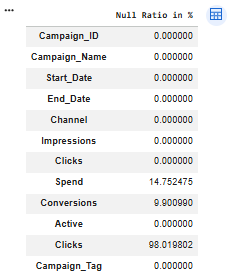 Null Ratio in %
Campaign_ID 0.000000
Campaign_Name 0.000000
Start_Date 0.000000
End_Date 0.000000
Channel 0.000000
Impressions 0.000000
Clicks 0.000000
Spend 14.752475
Conversions 9.900990
Active 0.000000
Clicks 98.019802
Campaign_Tag 0.000000